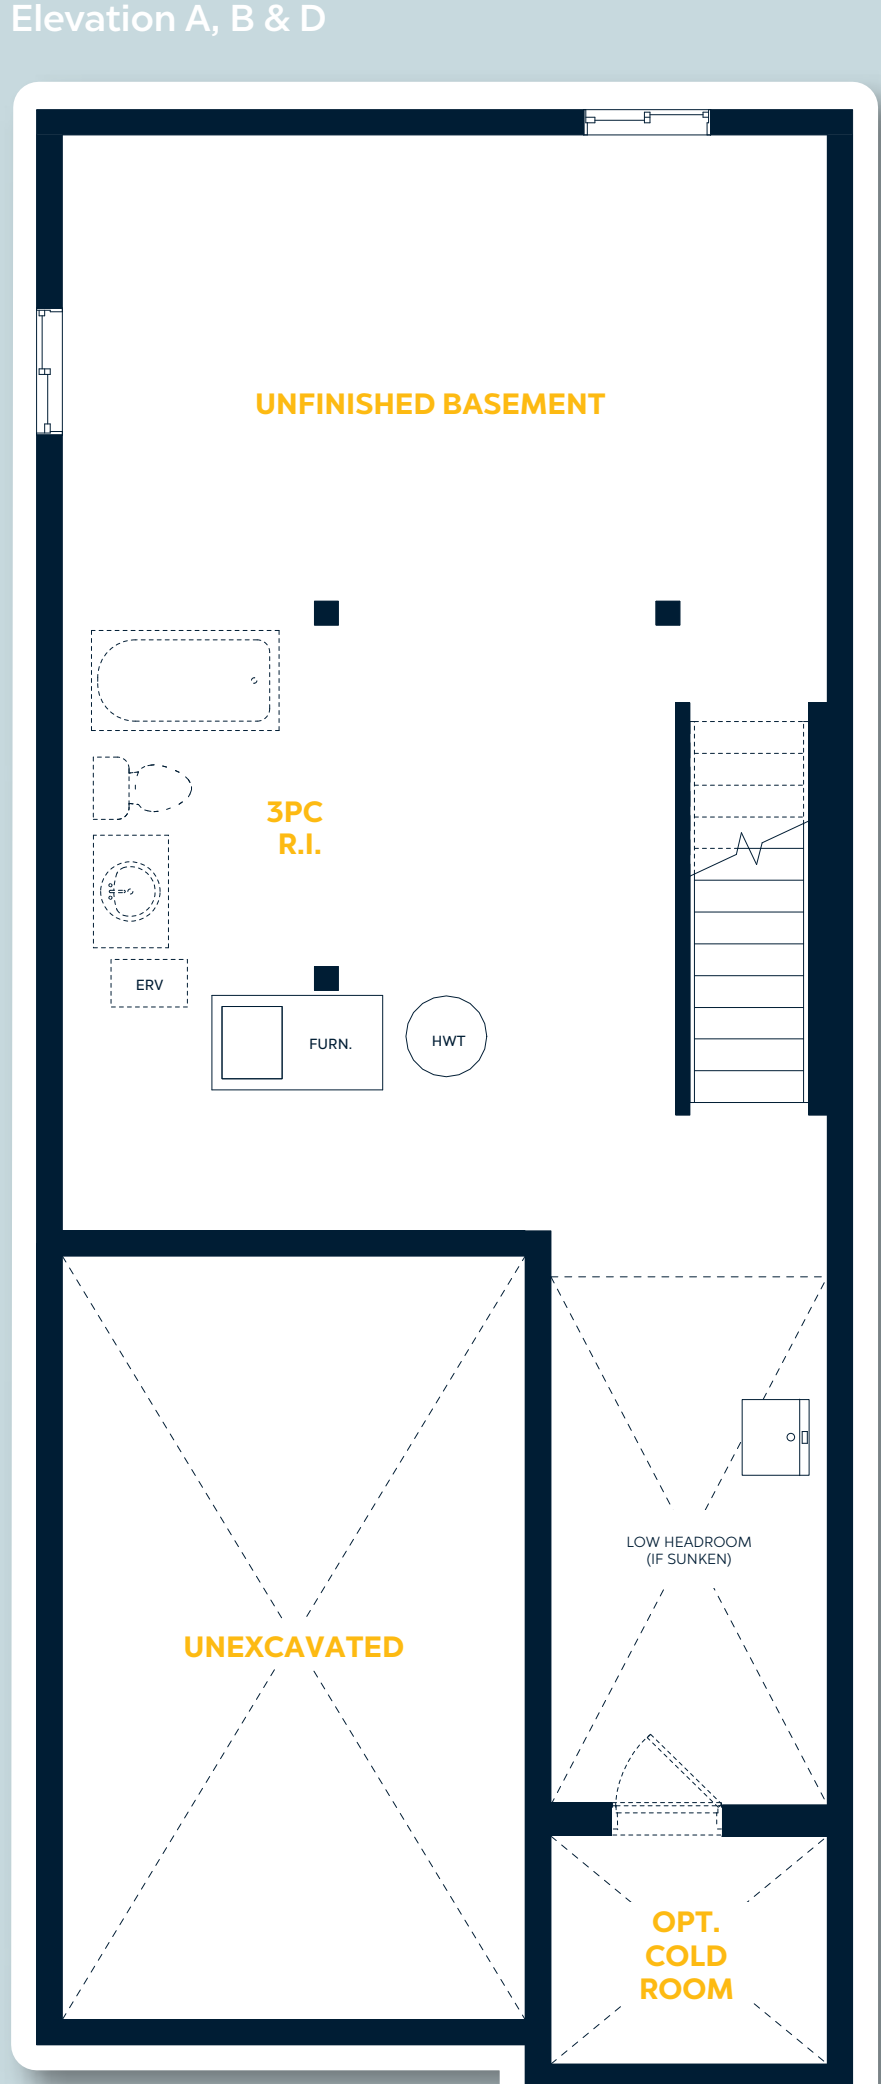 Elevation A, B & D
UNFINISHED BASEMENT
3PC
R.I.
ERV
FURN.
HWT
LOW HEADROOM
(IF SUNKEN)
UNEXCAVATED
OPT.
COLD
ROOM